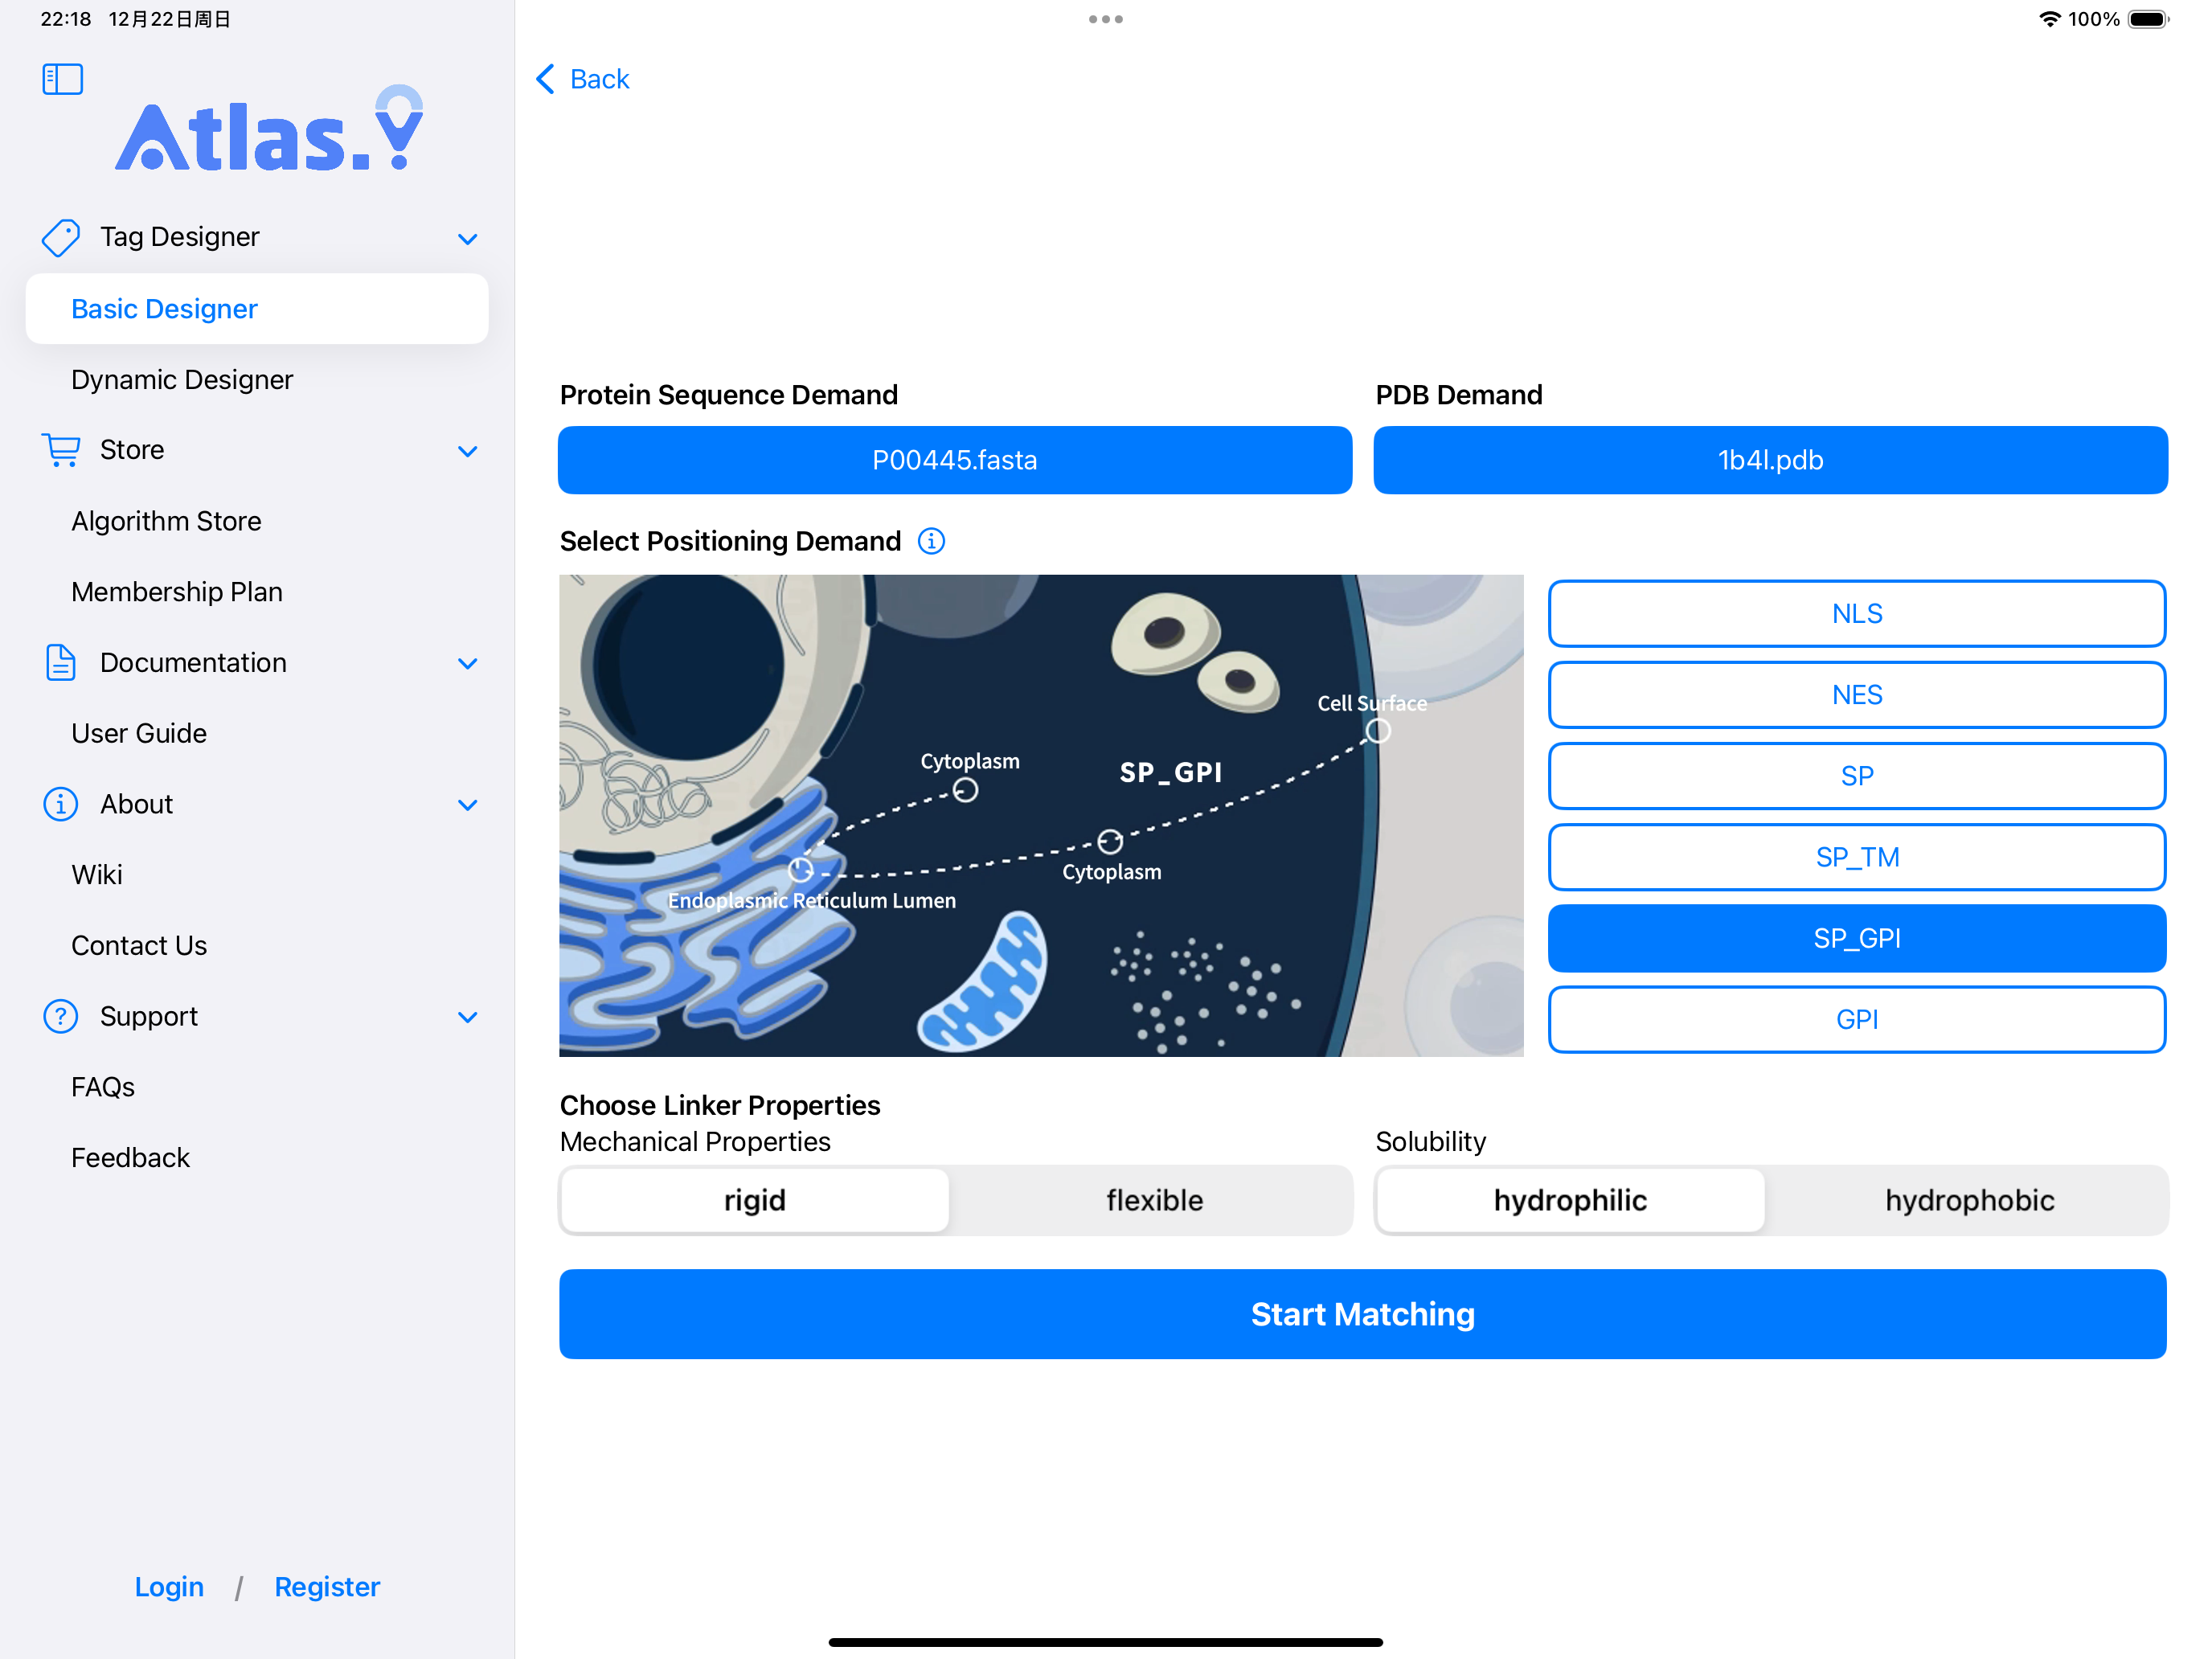 22:18 12月22日周日
100%
Atlas.
Back
Tag Designer
Basic Designer
Dynamic Designer
Store
Algorithm Store
Membership Plan
Documentation
User Guide
About
Wiki
Contact Us
Support
FAQs
Feedback
Login / Register
Protein Sequence Demand
P00445.fasta
PDB Demand
1b4l.pdb
Select Positioning Demand
Cell Surface
Cytoplasm
SP_GPI
Cytoplasm
Endoplasmic Reticulum Lumen
NLS
NES
SP
SP_TM
SP_GPI
GPI
Choose Linker Properties
Mechanical Properties
rigid
flexible
Solubility
hydrophilic
hydrophobic
Start Matching